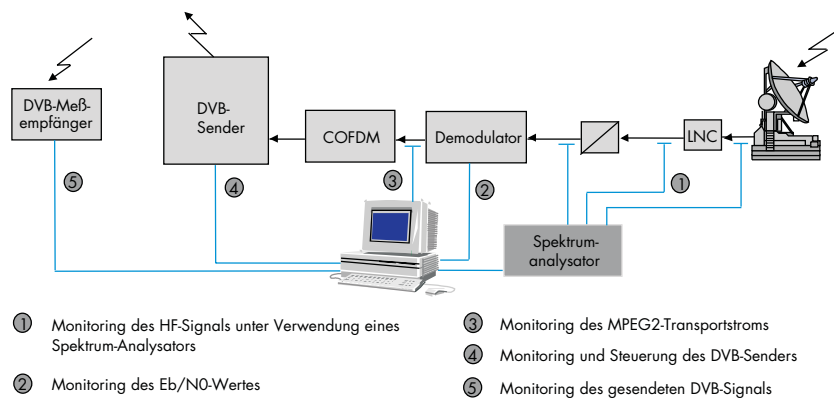 DVB-Meß-
empfänger
DVB-
Sender
COFDM
Demodulator
LNC
5
4
3
2
1
Spektrum-
analysator
1 Monitoring des HF-Signals unter Verwendung eines
Spektrum-Analysators
2 Monitoring des Eb/N0-Wertes
3 Monitoring des MPEG2-Transportstroms
4 Monitoring und Steuerung des DVB-Senders
5 Monitoring des gesendeten DVB-Signals